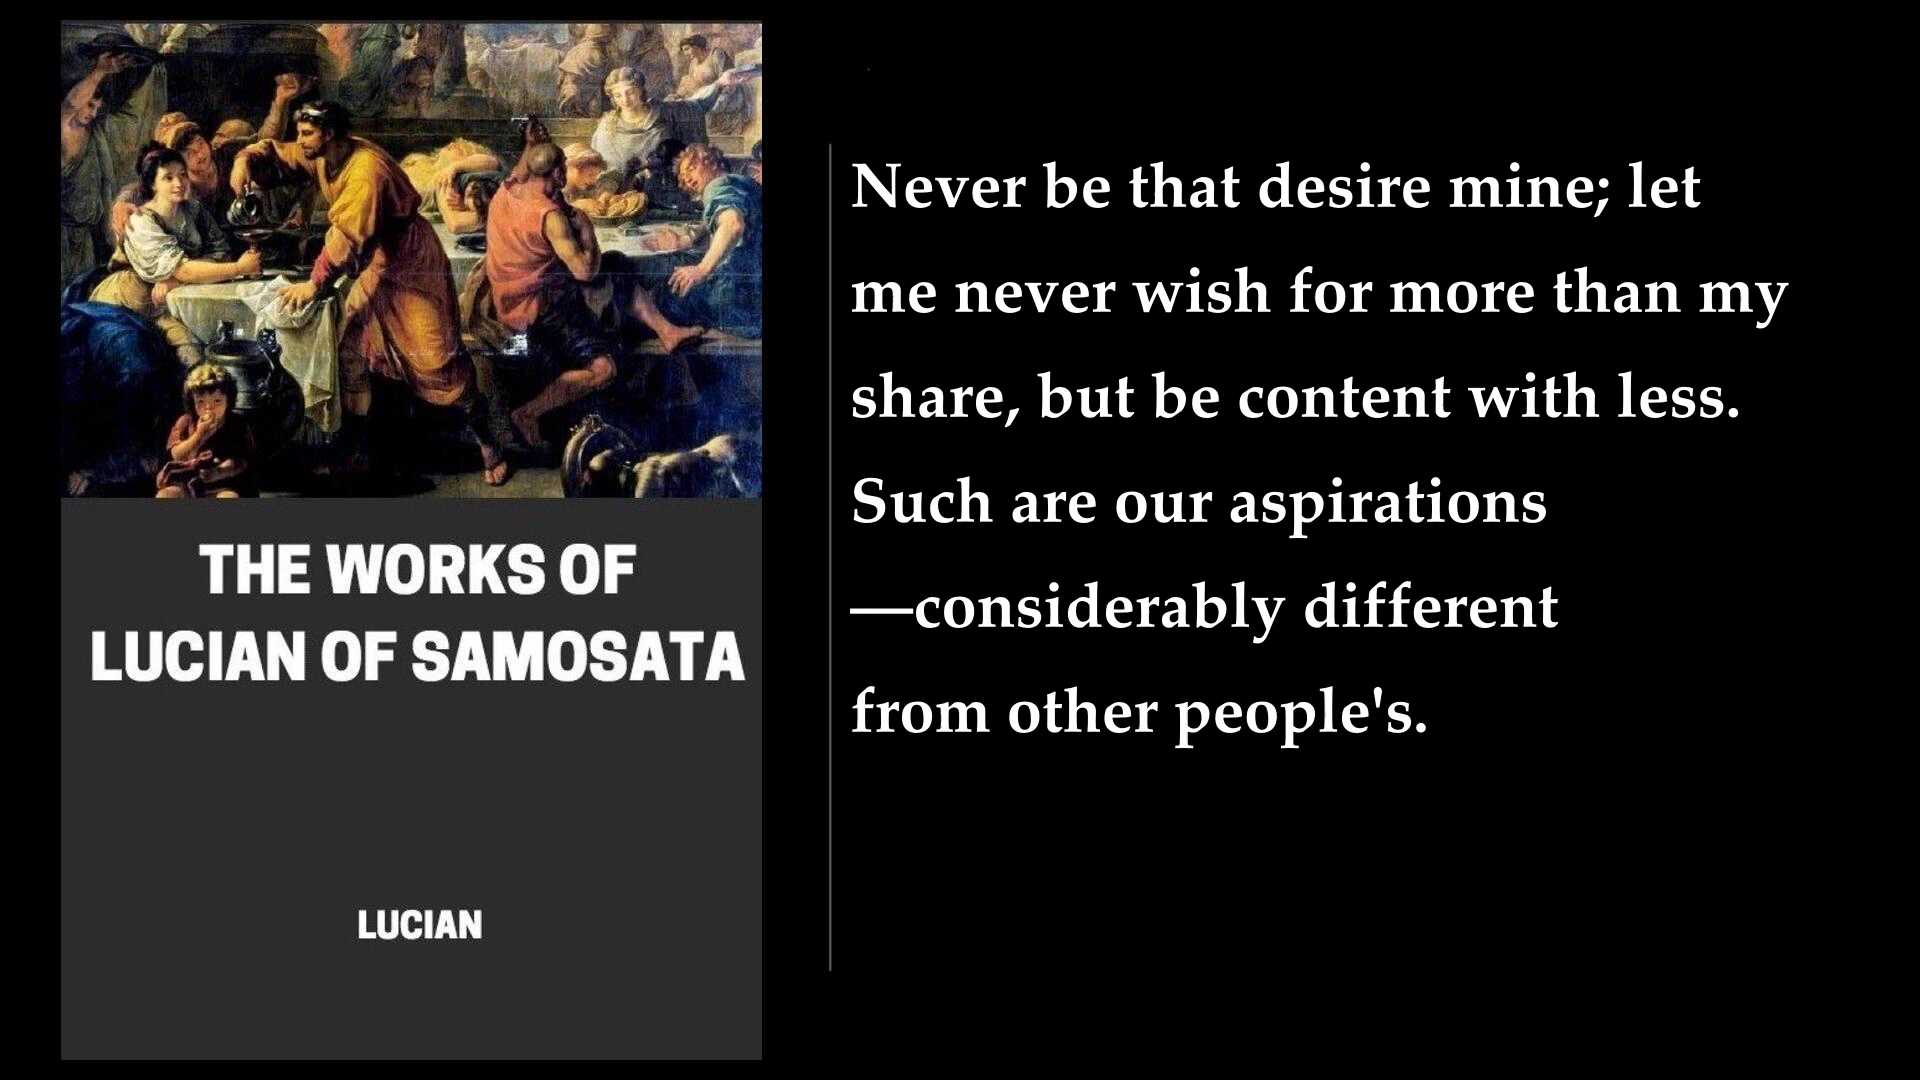 THE WORKS OF
LUCIAN OF SAMOSATA
LUCIAN
Never be that desire mine; let
me never wish for more than my
share, but be content with less.
Such are our aspirations
—considerably different
from other people's.